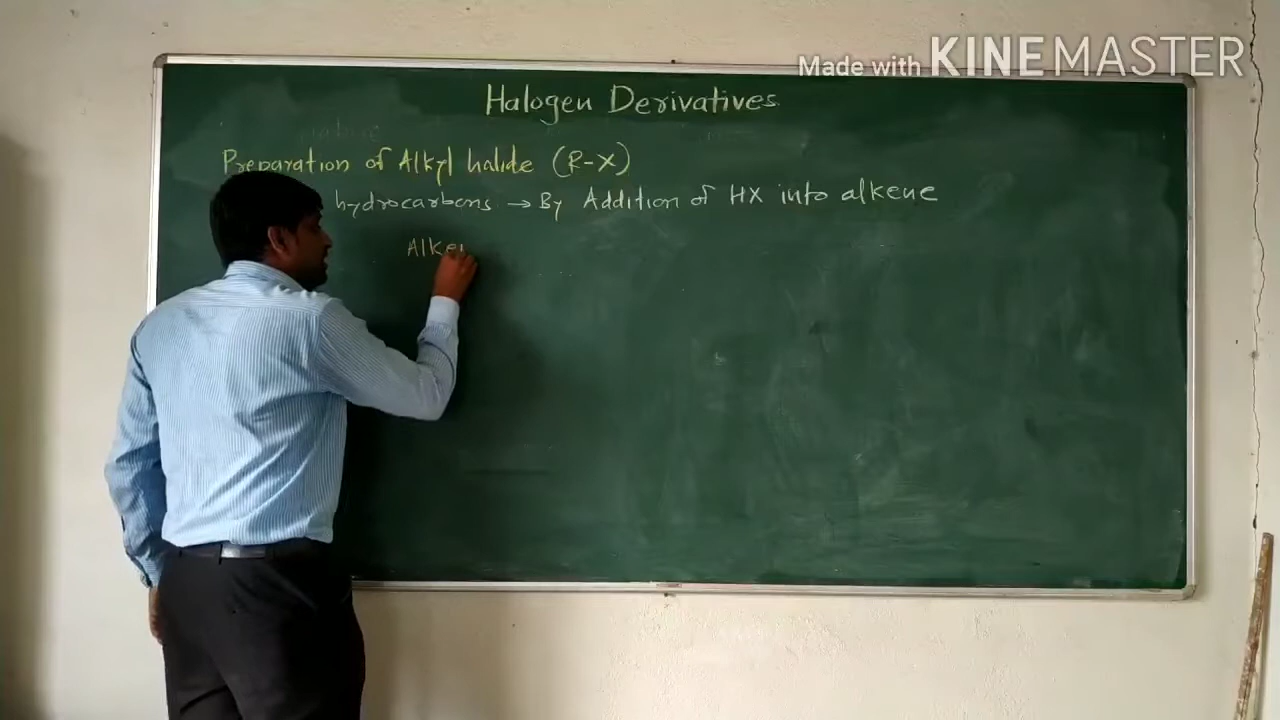 Made with KINEMASTER
Halogen Derivatives
Preparation of Alkyl halide (R-X)
hydrocarbons → By Addition of HX into alkene
Alke